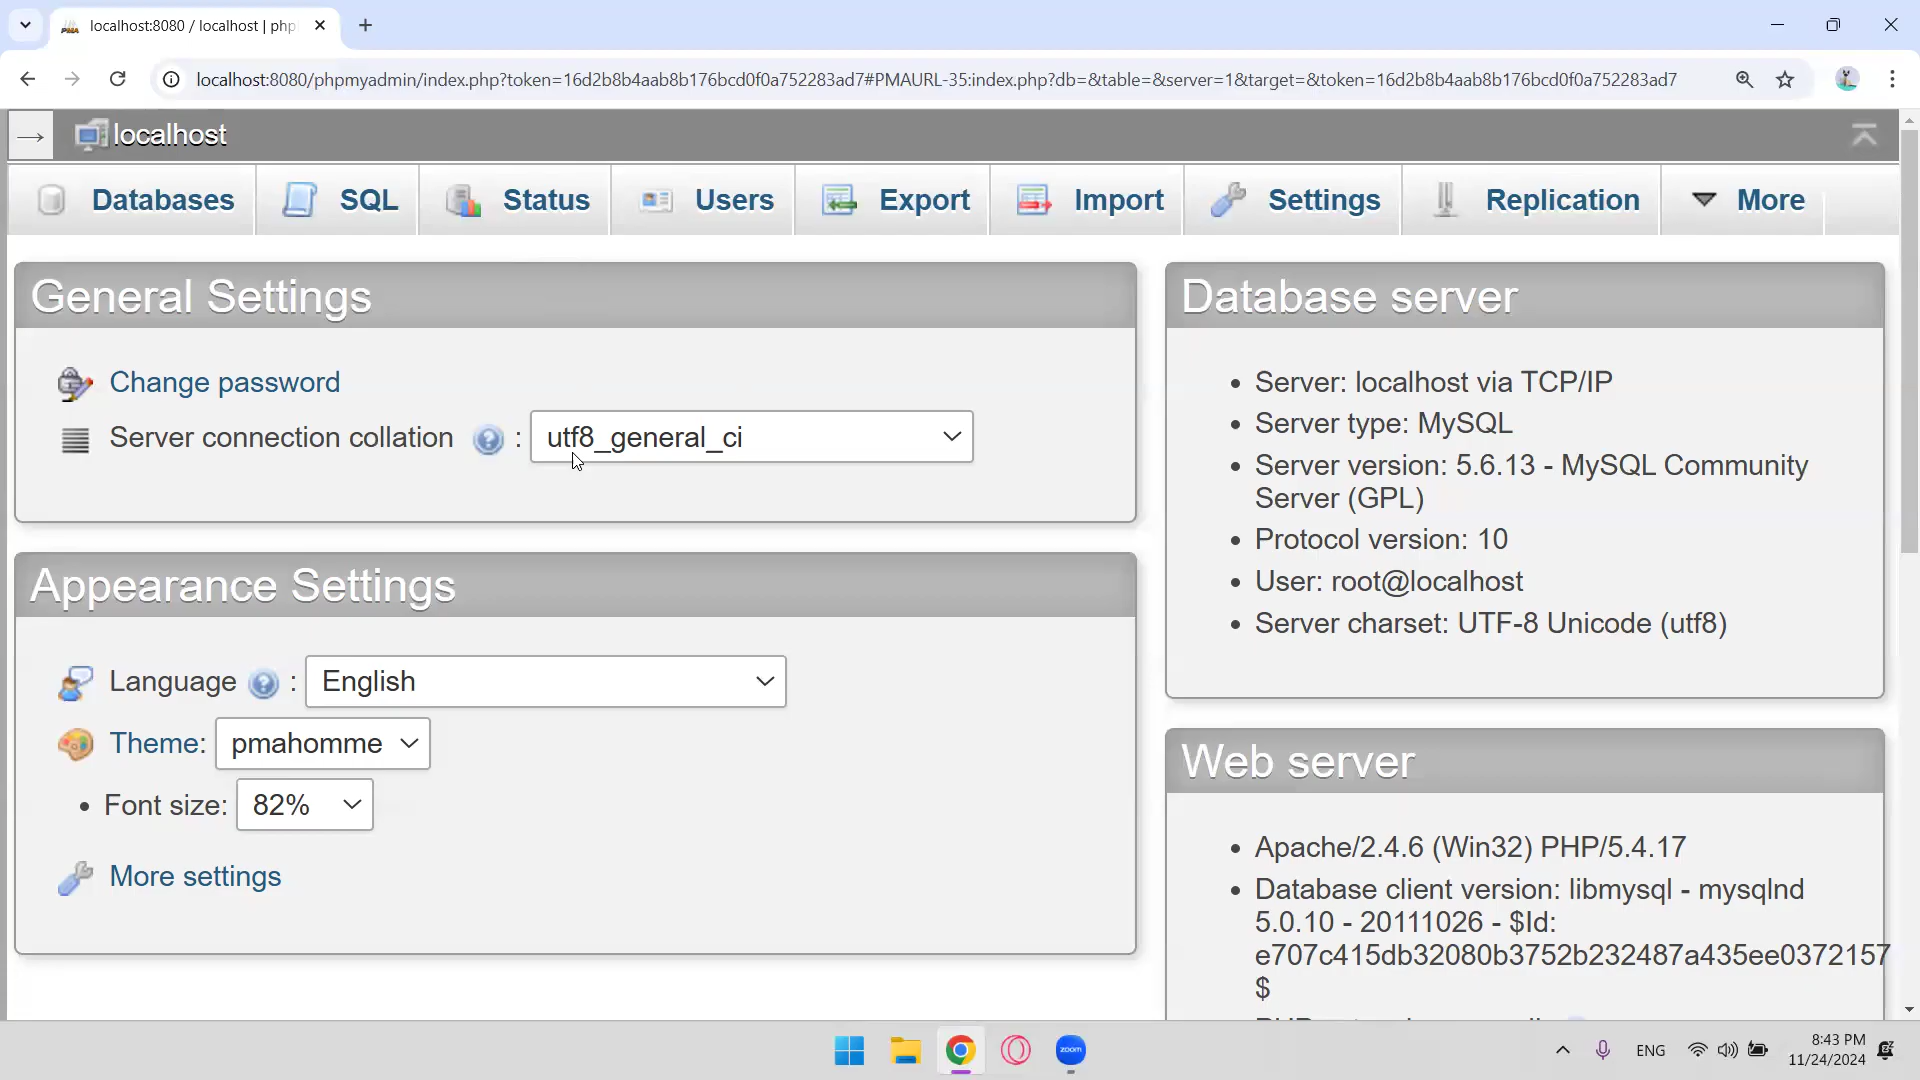 localhost:8080 / localhost | php
localhost:8080/phpmyadmin/index.php?token=16d2b8b4aab8b176bcd0f0a752283ad7#PMAURL-35:index.php?db=&table=&server=1&target=&token=16d2b8b4aab8b176bcd0f0a752283ad7
localhost
Databases SQL Status Users Export Import Settings Replication More
General Settings
Change password
Server connection collation : utf8_general_ci
Appearance Settings
Language : English
Theme: pmahomme
• Font size: 82%
More settings
Database server
• Server: localhost via TCP/IP
• Server type: MySQL
• Server version: 5.6.13 - MySQL Community
Server (GPL)
• Protocol version: 10
• User: root@localhost
• Server charset: UTF-8 Unicode (utf8)
Web server
• Apache/2.4.6 (Win32) PHP/5.4.17
• Database client version: libmysql - mysqlnd
5.0.10 - 20111026 - $Id:
e707c415db32080b3752b232487a435ee0372157
$
zoom
ENG
8:43 PM
11/24/2024